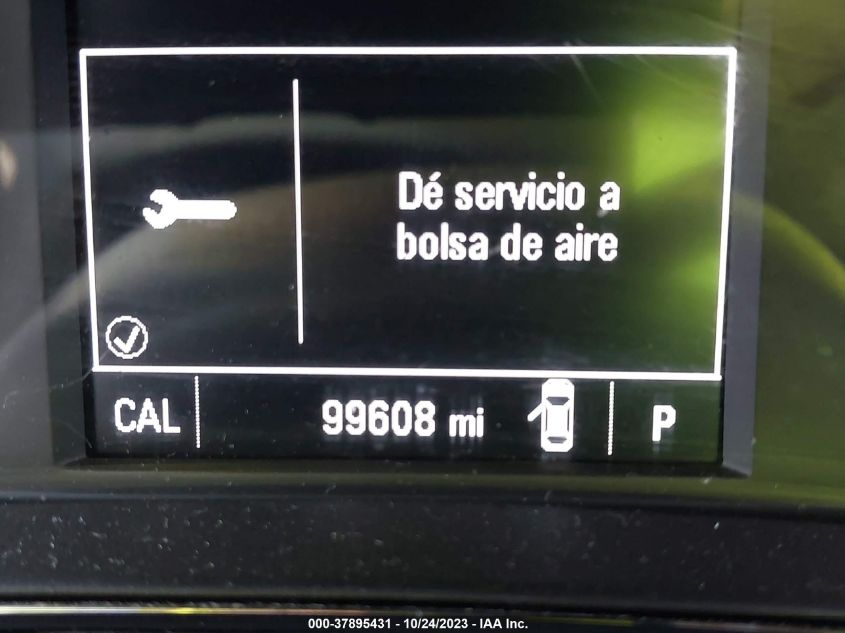 Dé servicio a
bolsa de aire
CAL 99608 mi P
000-37895431 - 10/24/2023 - IAA Inc.